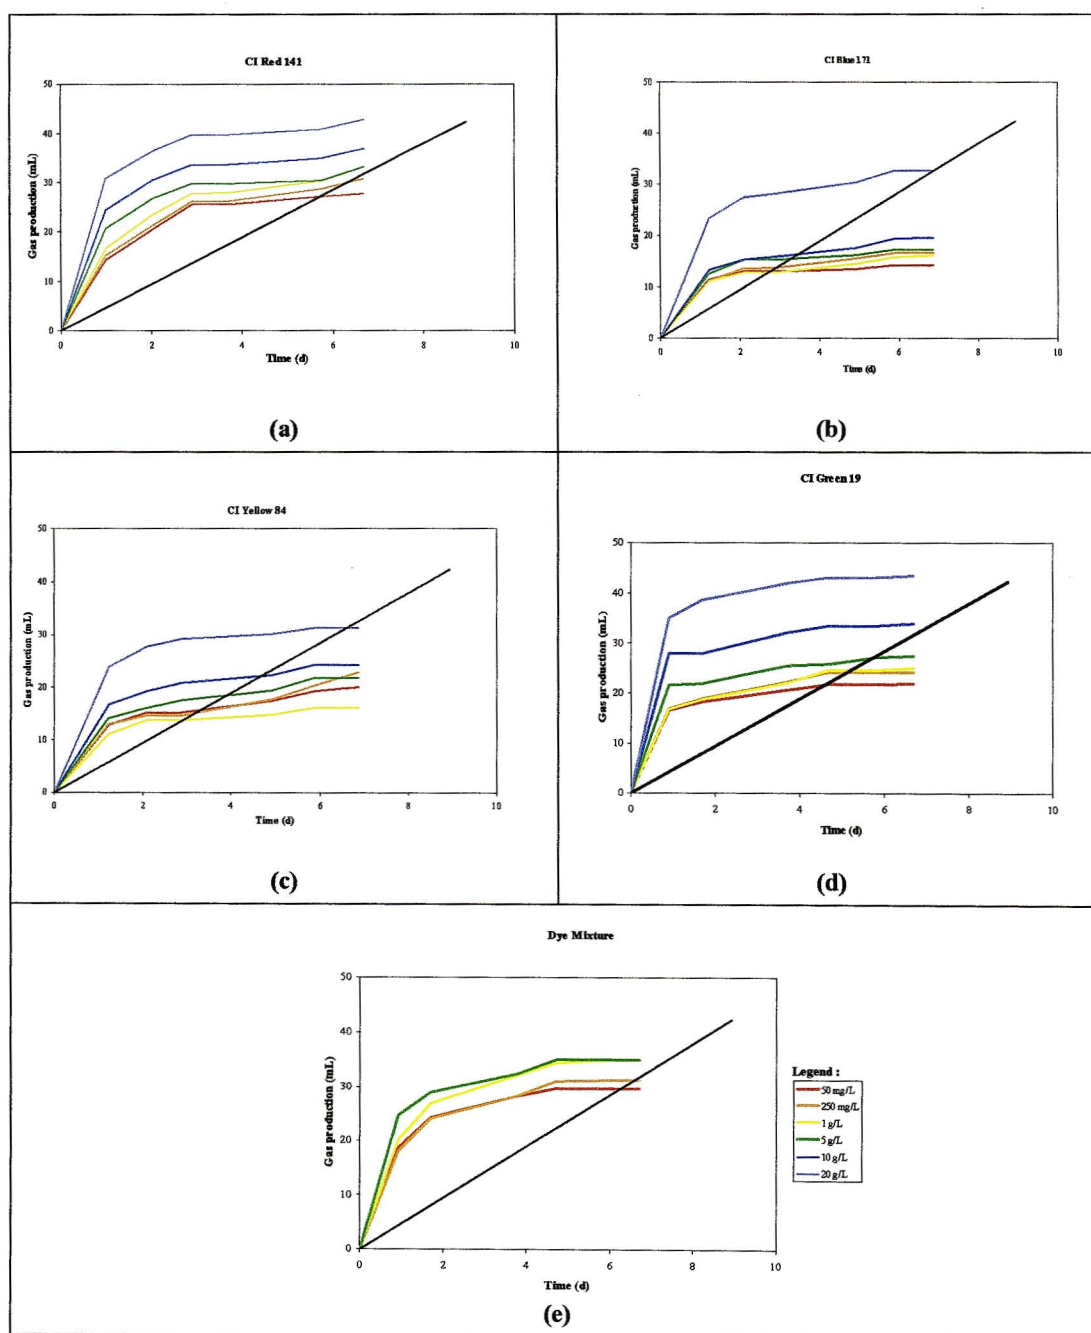 CI Red 141
Gas production (mL)
50
40
30
20
10
0
0 2 4 6 8 10
Time (d)
(a)
CI Blue 171
Gas production (mL)
50
40
30
20
10
0
0 2 4 6 8 10
Time (d)
(b)
CI Yellow 84
Gas production (mL)
50
40
30
20
10
0
0 2 4 6 8 10
Time (d)
(c)
CI Green 19
Gas production (mL)
50
40
30
20
10
0
0 2 4 6 8 10
Time (d)
(d)
Dye Mixture
Gas production (mL)
50
40
30
20
10
0
0 2 4 6 8 10
Time (d)
(e)
Legend :
50 mg/L
250 mg/L
1 g/L
5 g/L
10 g/L
20 g/L